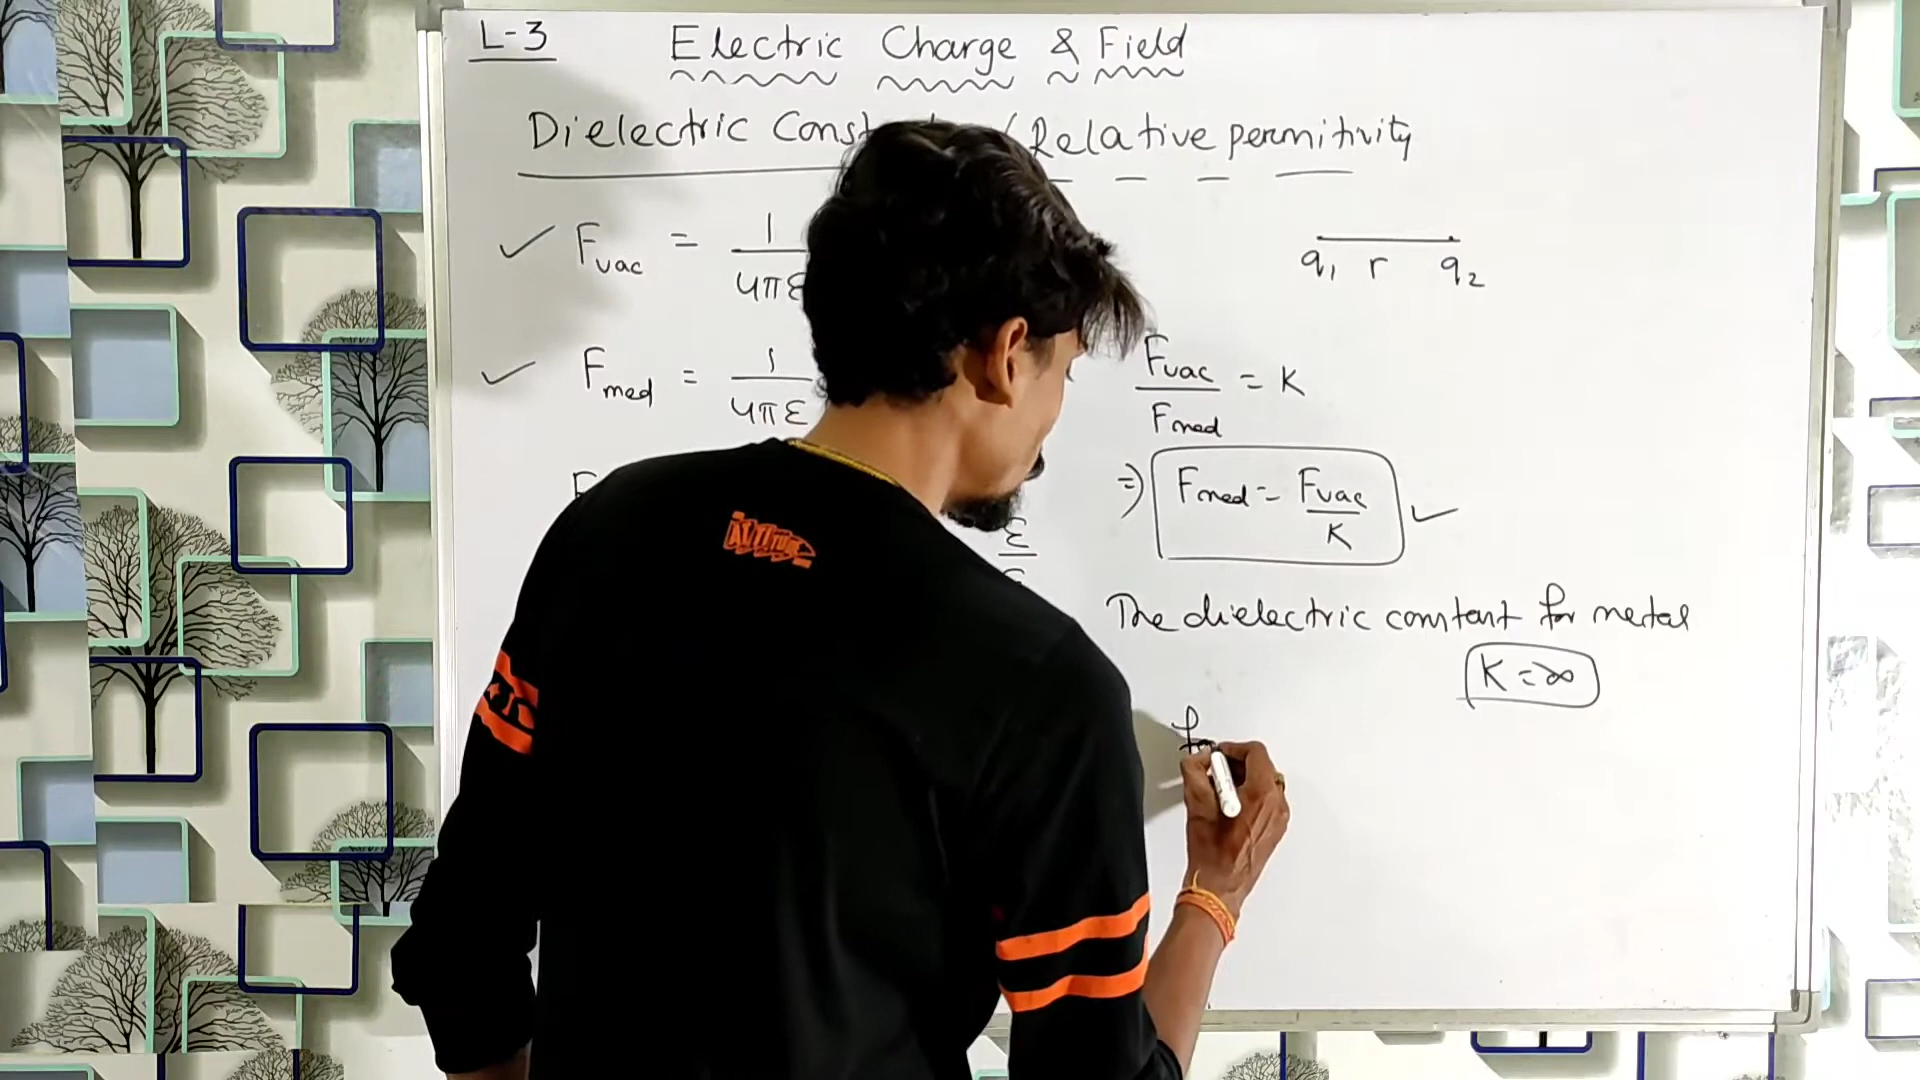 L-3 Electric Charge & Field
Dielectric / Relative permitivity
✓ Fvac = 1/4πε
✓ Fmed = 1/4πε
q1 r q2
Fvac/Fmed = K
⇒ Fmed = Fvac/K ✓
ε
The dielectric constant for metal
K = ∞
for